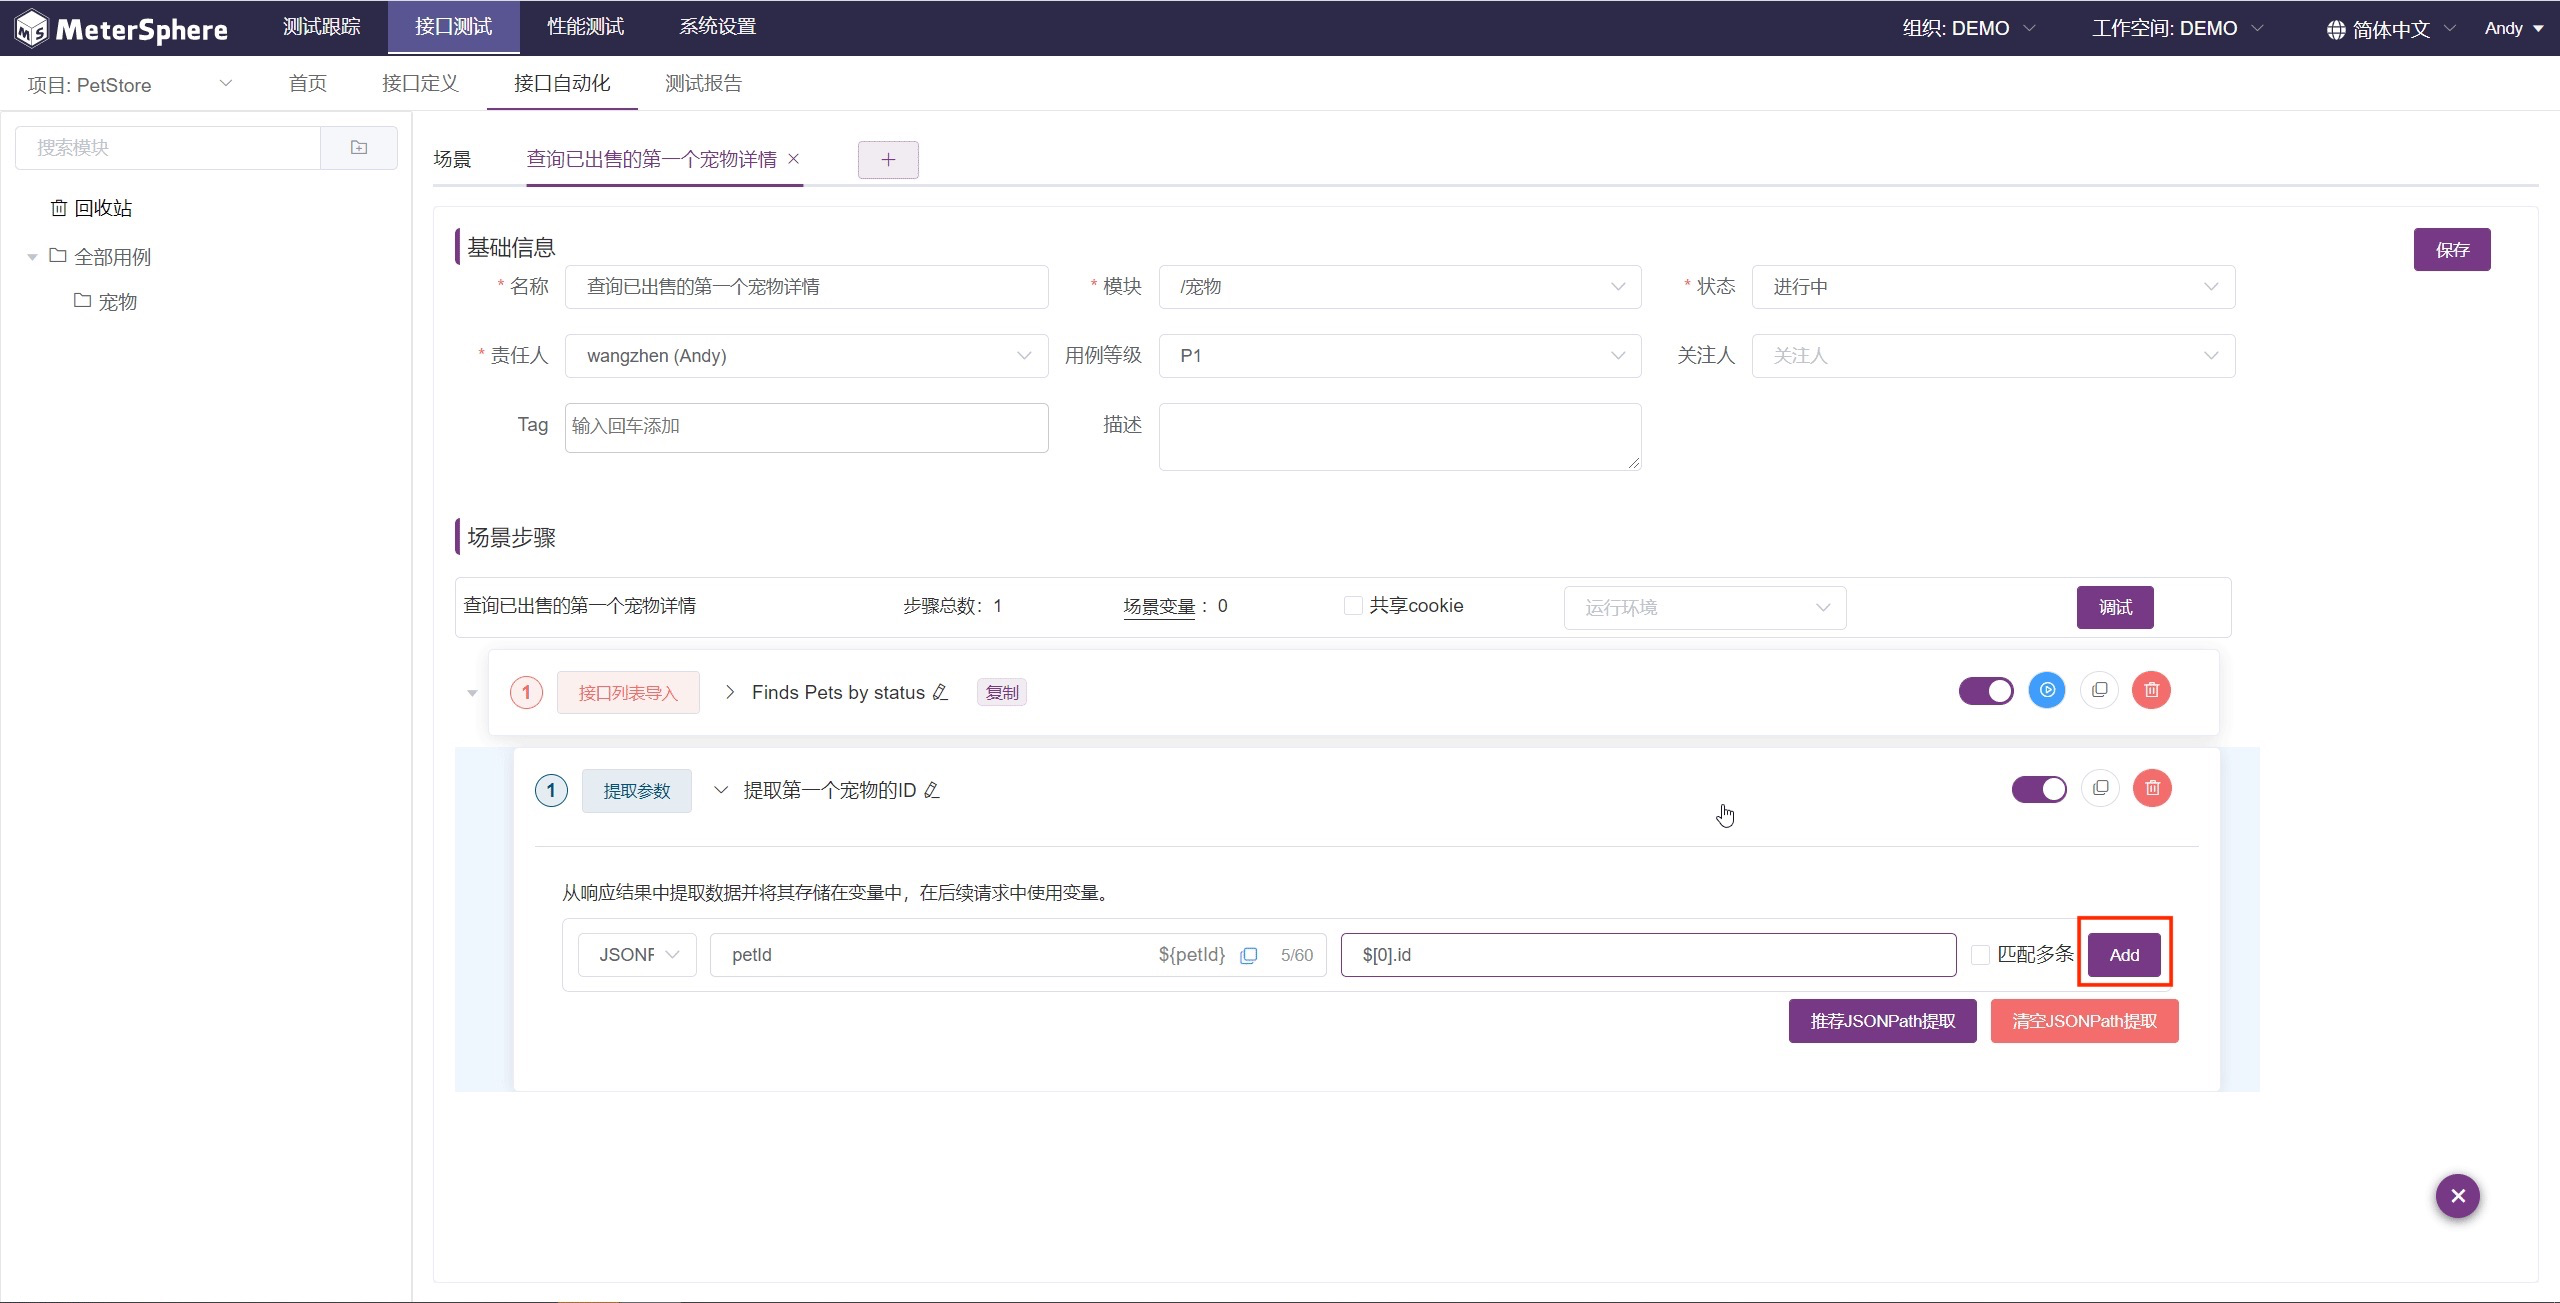 MeterSphere 测试跟踪 接口测试 性能测试 系统设置 组织: DEMO 工作空间: DEMO 简体中文 Andy
项目: PetStore 首页 接口定义 接口自动化 测试报告
搜索模块
回收站
全部用例
宠物
场景 查询已出售的第一个宠物详情
基础信息 保存
* 名称 查询已出售的第一个宠物详情 * 模块 /宠物 * 状态 进行中
* 责任人 wangzhen (Andy) 用例等级 P1 关注人 关注人
Tag 输入回车添加 描述
场景步骤
查询已出售的第一个宠物详情 步骤总数：1 场景变量：0 共享cookie 运行环境 调试
1 接口列表导入 Finds Pets by status 复制
1 提取参数 提取第一个宠物的ID
从响应结果中提取数据并将其存储在变量中，在后续请求中使用变量。
JSONF petId ${petId} 5/60 $[0].id 匹配多条 Add
推荐JSONPath提取 清空JSONPath提取